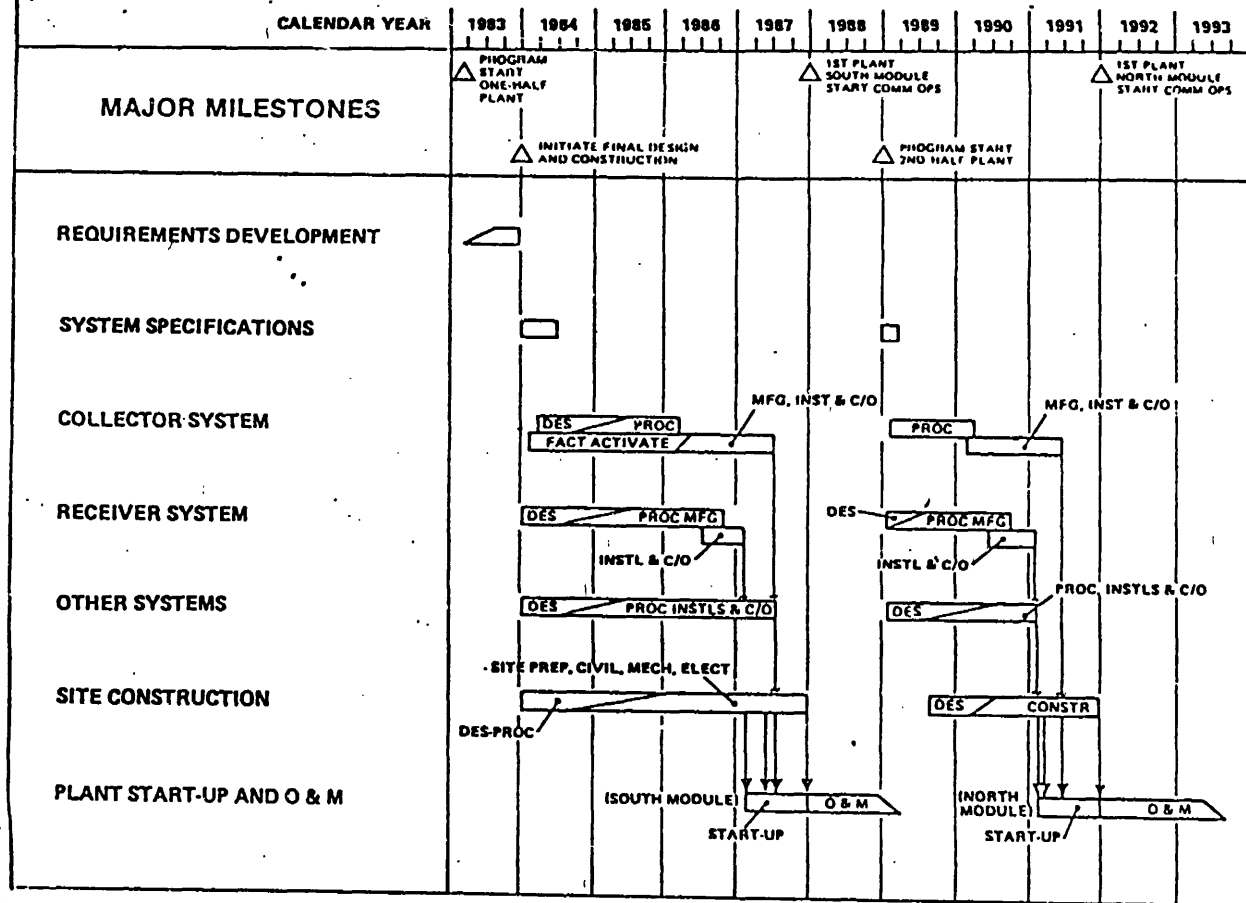 CALENDAR YEAR 1983 1984 1985 1986 1987 1988 1989 1990 1991 1992 1993
MAJOR MILESTONES
PROGRAM
START
ONE-HALF
PLANT
1ST PLANT
SOUTH MODULE
START COMM OPS
1ST PLANT
NORTH MODULE
START COMM OPS
INITIATE FINAL DESIGN
AND CONSTRUCTION
PROGRAM START
2ND HALF PLANT
REQUIREMENTS DEVELOPMENT
SYSTEM SPECIFICATIONS
COLLECTOR SYSTEM
DES PROC
FACT ACTIVATE
MFG, INST & C/O
PROC
MFG, INST & C/O
RECEIVER SYSTEM
DES PROC MFG
INSTL & C/O
DES
PROC MFG
INSTL & C/O
OTHER SYSTEMS
DES PROC INSTLS & C/O
DES
PROC, INSTLS & C/O
SITE CONSTRUCTION
SITE PREP, CIVIL, MECH, ELECT
DES-PROC
DES CONSTR
PLANT START-UP AND O & M
(SOUTH MODULE)
O & M
START-UP
(NORTH
MODULE)
O & M
START-UP